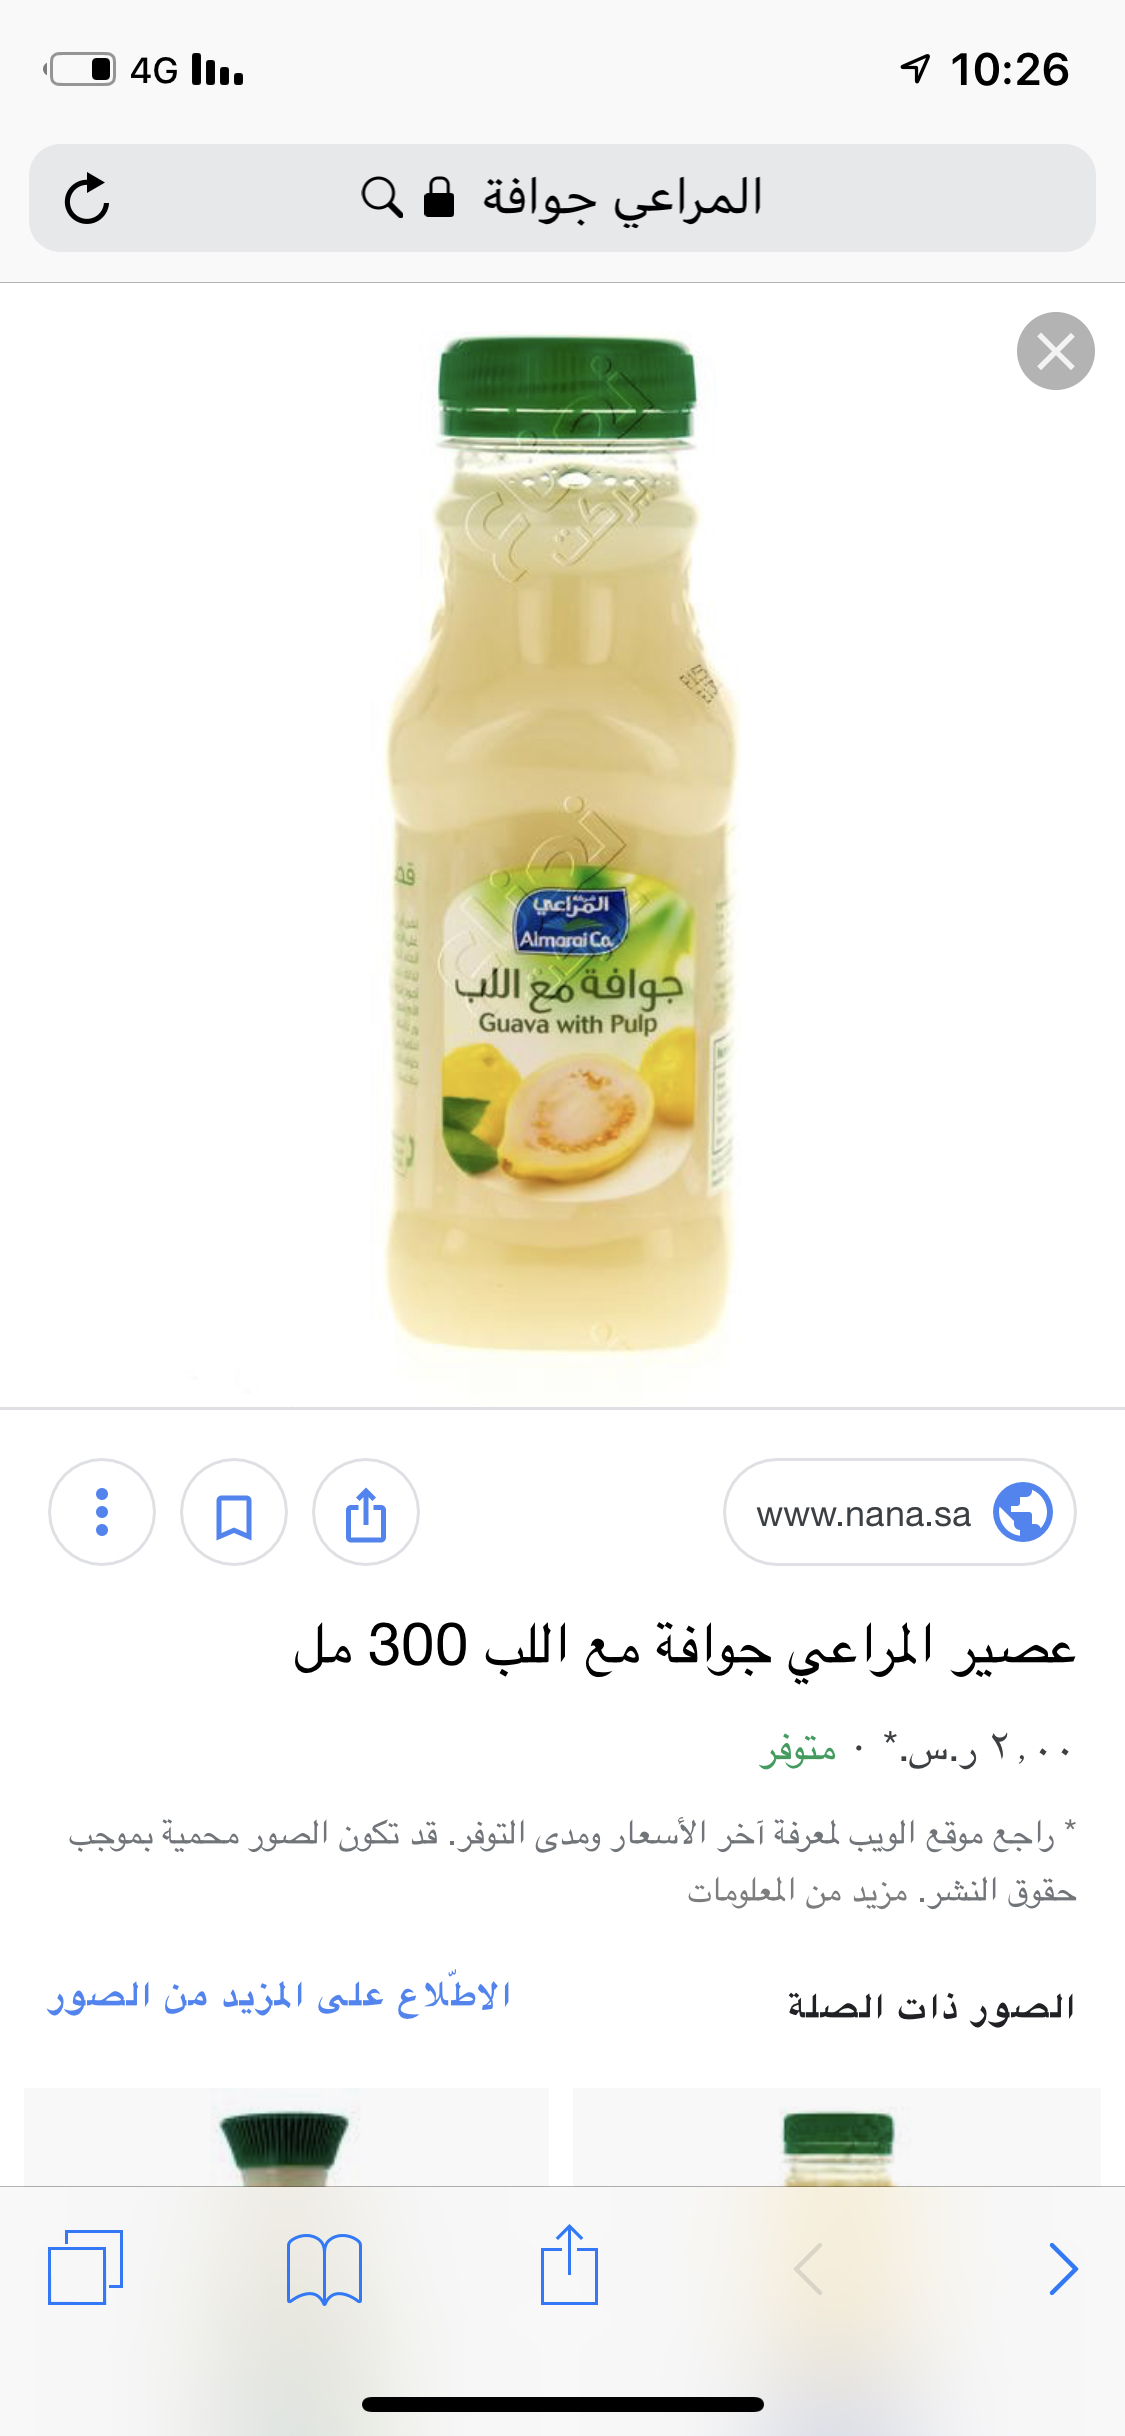 4G
10:26
المراعي جوافة
المراعي
Almarai Co.
جوافة مع اللب
Guava with Pulp
www.nana.sa
عصير المراعي جوافة مع اللب 300 مل
٢,٠٠ ر.س.* · متوفر
* راجع موقع الويب لمعرفة آخر الأسعار ومدى التوفر. قد تكون الصور محمية بموجب
حقوق النشر. مزيد من المعلومات
الصور ذات الصلة
الاطّلاع على المزيد من الصور